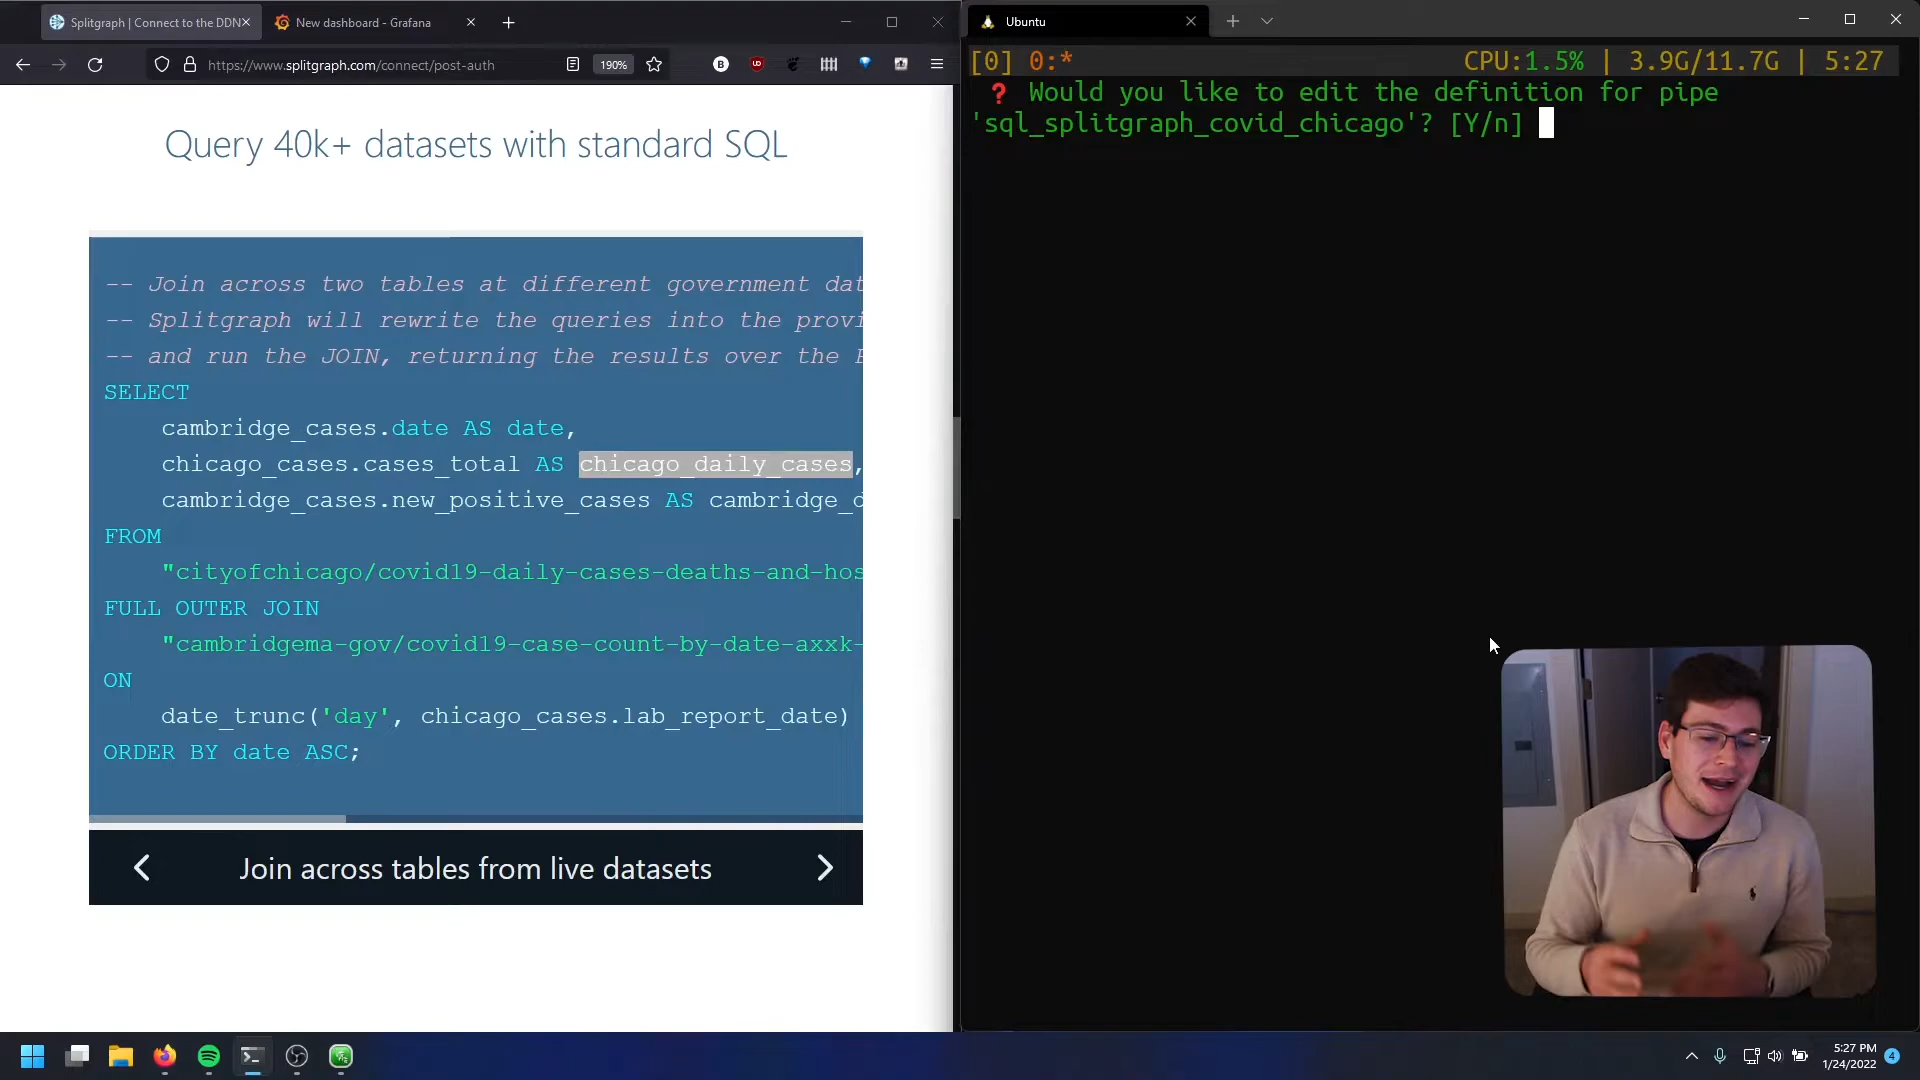 Splitgraph | Connect to the DDN
New dashboard - Grafana
https://www.splitgraph.com/connect/post-auth
190%
Query 40k+ datasets with standard SQL
-- Join across two tables at different government dat
-- Splitgraph will rewrite the queries into the provi
-- and run the JOIN, returning the results over the
SELECT
cambridge_cases.date AS date,
chicago_cases.cases_total AS chicago_daily_cases,
cambridge_cases.new_positive_cases AS cambridge_d
FROM
"cityofchicago/covid19-daily-cases-deaths-and-hos
FULL OUTER JOIN
"cambridgema-gov/covid19-case-count-by-date-axxk-
ON
date_trunc('day', chicago_cases.lab_report_date)
ORDER BY date ASC;
Join across tables from live datasets
Ubuntu
[0] 0:* CPU:1.5% | 3.9G/11.7G | 5:27
? Would you like to edit the definition for pipe
'sql_splitgraph_covid_chicago'? [Y/n]
5:27 PM
1/24/2022
4